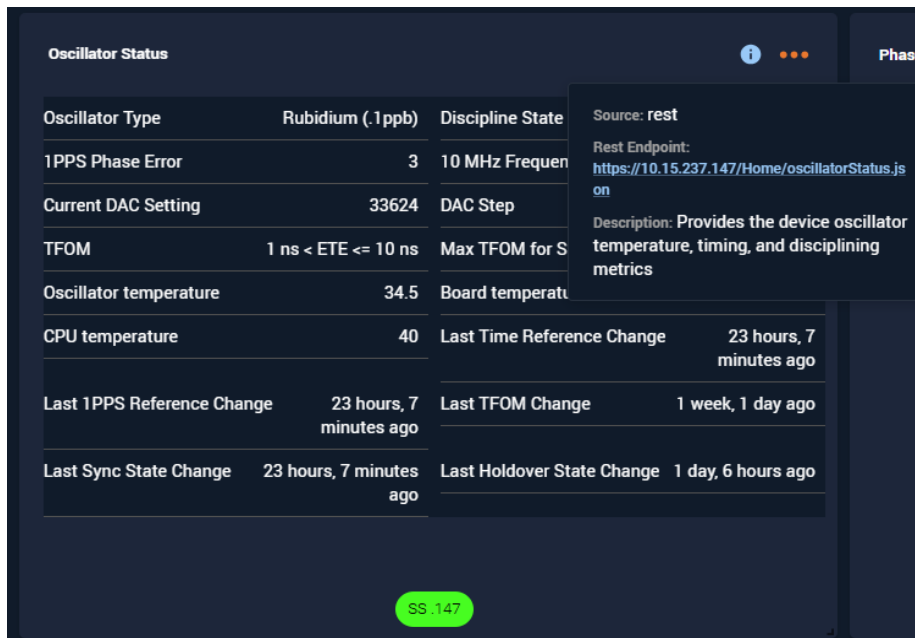 Oscillator Status
Phas
Oscillator Type Rubidium (.1ppb) Discipline State
Source: rest
1PPS Phase Error 3 10 MHz Frequen
Rest Endpoint:
https://10.15.237.147/Home/oscillatorStatus.js
on
Current DAC Setting 33624 DAC Step
Description: Provides the device oscillator
temperature, timing, and disciplining
metrics
TFOM 1 ns < ETE <= 10 ns Max TFOM for S
Oscillator temperature 34.5 Board temperatu
CPU temperature 40 Last Time Reference Change 23 hours, 7
minutes ago
Last 1PPS Reference Change 23 hours, 7
minutes ago
Last TFOM Change 1 week, 1 day ago
Last Sync State Change 23 hours, 7 minutes
ago
Last Holdover State Change 1 day, 6 hours ago
SS .147